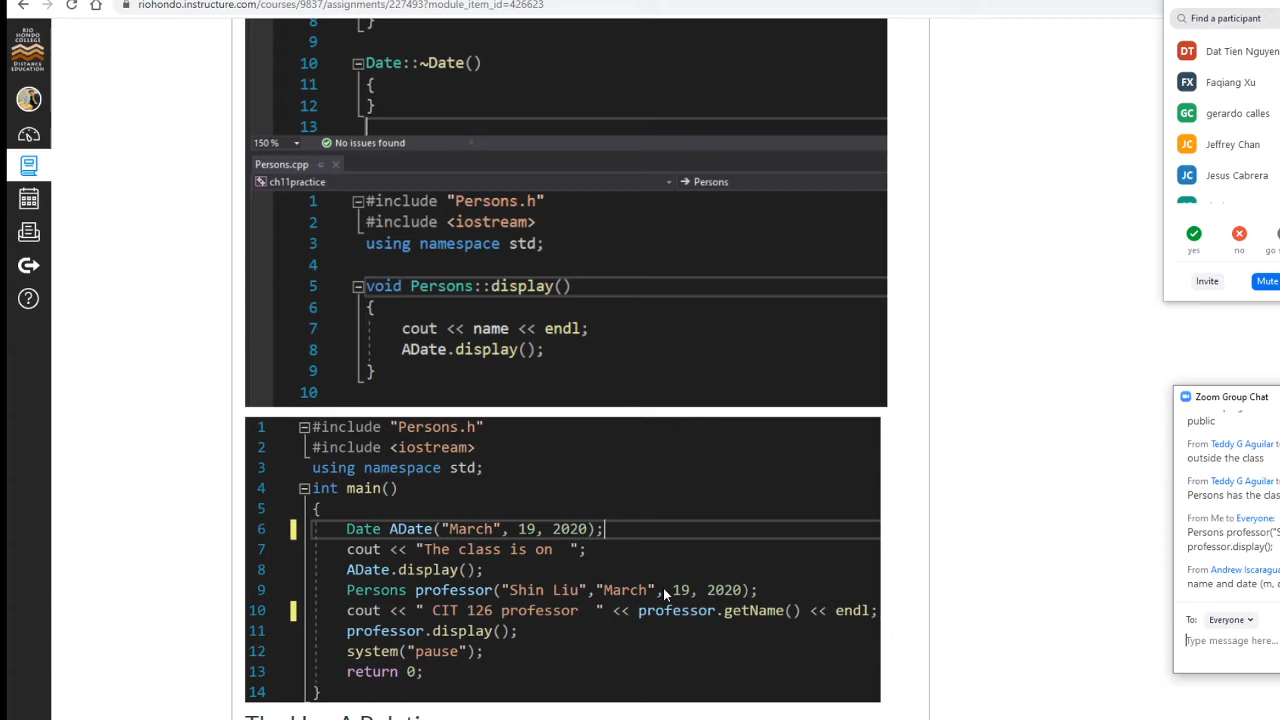 riohondo.instructure.com/courses/9837/assignments/227493?module_item_id=426623
RIO HONDO COLLEGE
DISTANCE EDUCATION
8 }
9
10 Date::~Date()
11 {
12 }
13
150 % No issues found
Persons.cpp
ch11practice Persons
1 #include "Persons.h"
2 #include <iostream>
3 using namespace std;
4
5 void Persons::display()
6 {
7 cout << name << endl;
8 ADate.display();
9 }
10
1 #include "Persons.h"
2 #include <iostream>
3 using namespace std;
4 int main()
5 {
6 Date ADate("March", 19, 2020);
7 cout << "The class is on  ";
8 ADate.display();
9 Persons professor("Shin Liu","March", 19, 2020);
10 cout << " CIT 126 professor  " << professor.getName() << endl;
11 professor.display();
12 system("pause");
13 return 0;
14 }
Find a participant
DT Dat Tien Nguyen
FX Faqiang Xu
GC gerardo calles
JC Jeffrey Chan
JC Jesus Cabrera
yes no go s
Invite Mute
Zoom Group Chat
public
From Teddy G Aguilar to
outside the class
From Teddy G Aguilar to
Persons has the clas
From Me to Everyone:
Persons professor("S
professor.display();
From Andrew Iscaragua
name and date (m, d
To: Everyone
Type message here...